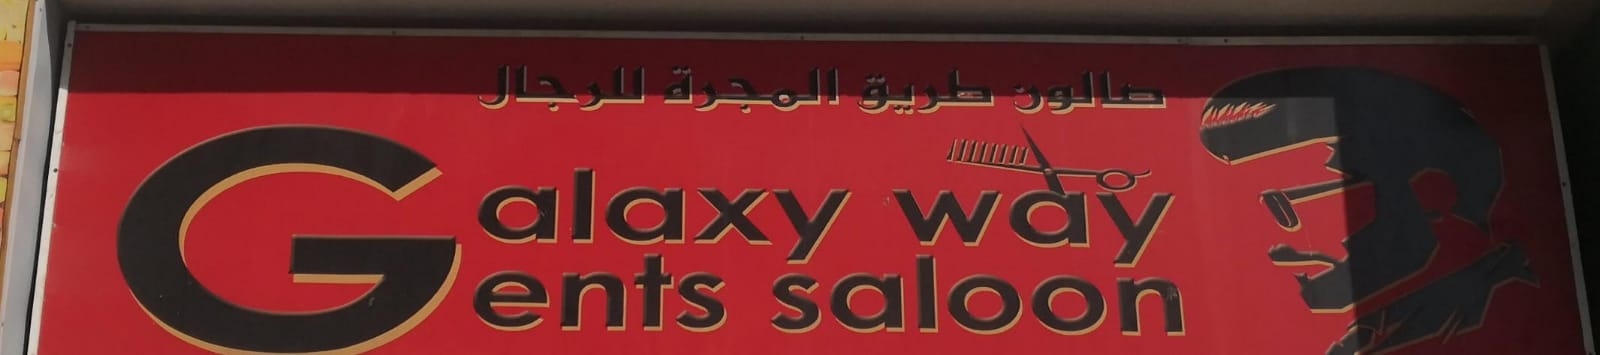 صالون طريق المجرة للرجال
Galaxy way
Gents saloon